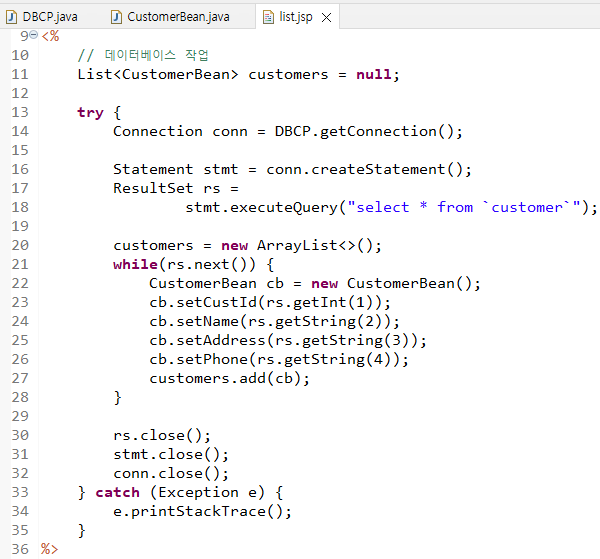 DBCP.java CustomerBean.java list.jsp
9 <%
10 // 데이터베이스 작업
11 List<CustomerBean> customers = null;
12
13 try {
14 Connection conn = DBCP.getConnection();
15
16 Statement stmt = conn.createStatement();
17 ResultSet rs =
18 stmt.executeQuery("select * from `customer`");
19
20 customers = new ArrayList<>();
21 while(rs.next()) {
22 CustomerBean cb = new CustomerBean();
23 cb.setCustId(rs.getInt(1));
24 cb.setName(rs.getString(2));
25 cb.setAddress(rs.getString(3));
26 cb.setPhone(rs.getString(4));
27 customers.add(cb);
28 }
29
30 rs.close();
31 stmt.close();
32 conn.close();
33 } catch (Exception e) {
34 e.printStackTrace();
35 }
36 %>